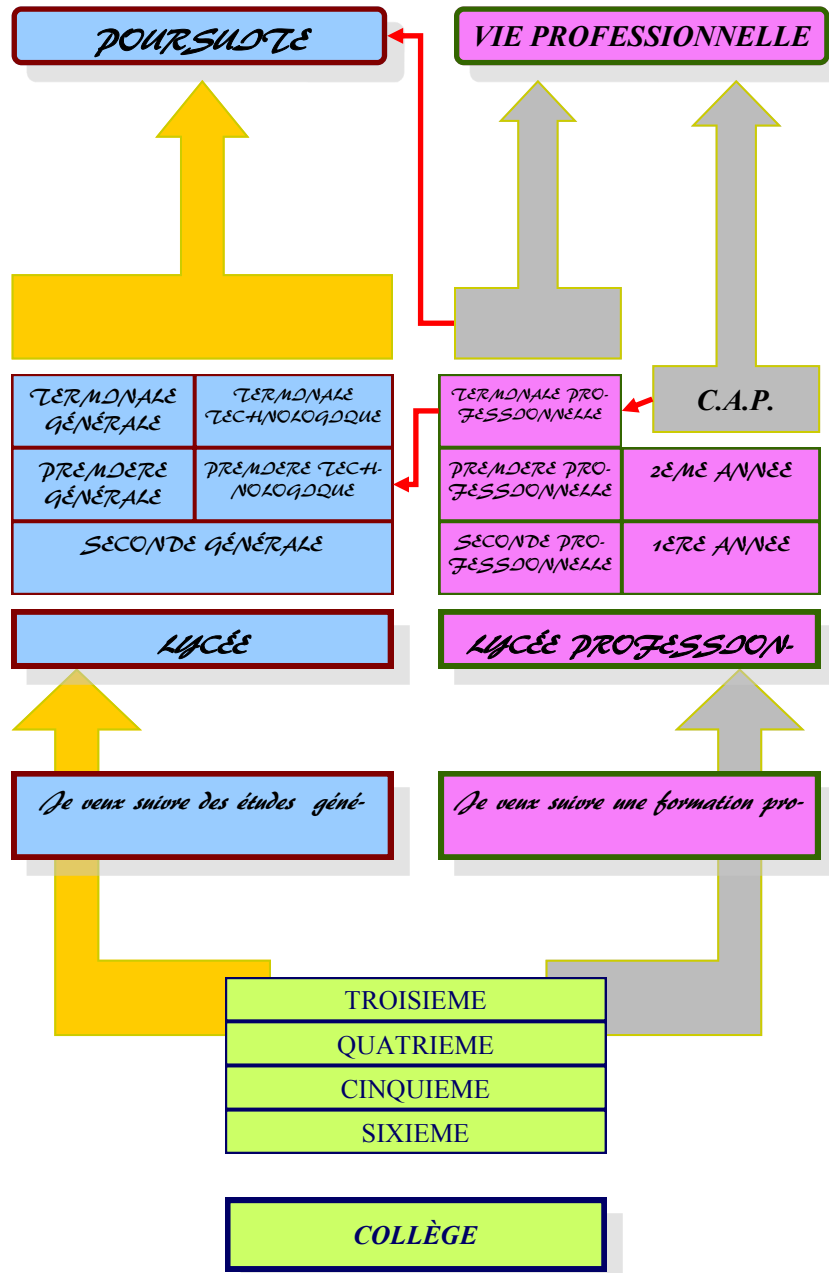 POURSUITE
VIE PROFESSIONNELLE
TERMINALE
GÉNÉRALE
TERMINALE
TECHNOLOGIQUE
TERMINALE PRO-
FESSIONNELLE
C.A.P.
PREMIERE
GÉNÉRALE
PREMIERE TECH-
NOLOGIQUE
PREMIERE PRO-
FESSIONNELLE
2EME ANNEE
SECONDE GÉNÉRALE
SECONDE PRO-
FESSIONNELLE
1ERE ANNEE
LYCÉE
LYCÉE PROFESSION-
Je veux suivre des études géné-
Je veux suivre une formation pro-
TROISIEME
QUATRIEME
CINQUIEME
SIXIEME
COLLÈGE